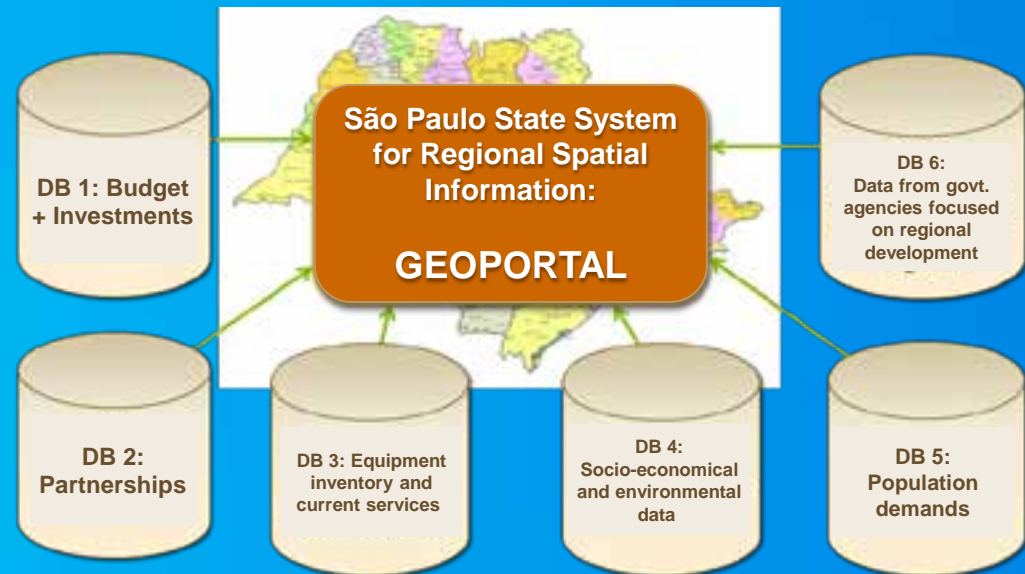 São Paulo State System
for Regional Spatial
Information:
GEOPORTAL
DB 1: Budget
+ Investments
DB 2:
Partnerships
DB 3: Equipment
inventory and
current services
DB 4:
Socio-economical
and environmental
data
DB 5:
Population
demands
DB 6:
Data from govt.
agencies focused
on regional
development